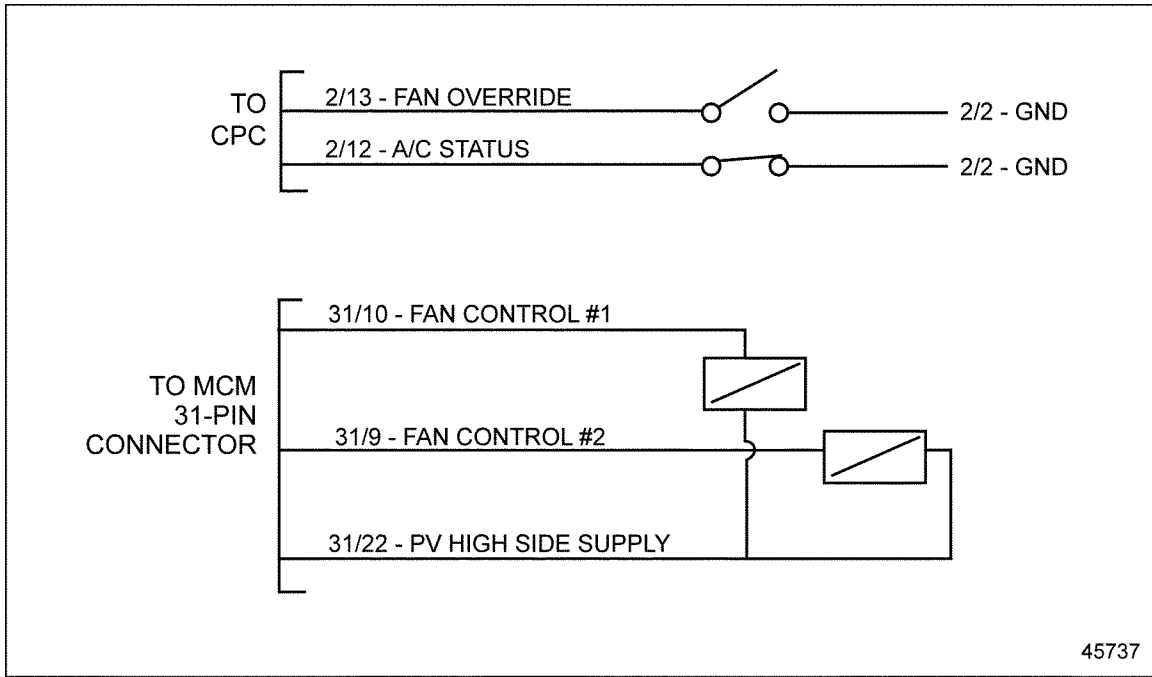 TO
CPC
2/13 - FAN OVERRIDE
2/2 - GND
2/12 - A/C STATUS
2/2 - GND
TO MCM
31-PIN
CONNECTOR
31/10 - FAN CONTROL #1
31/9 - FAN CONTROL #2
31/22 - PV HIGH SIDE SUPPLY
45737